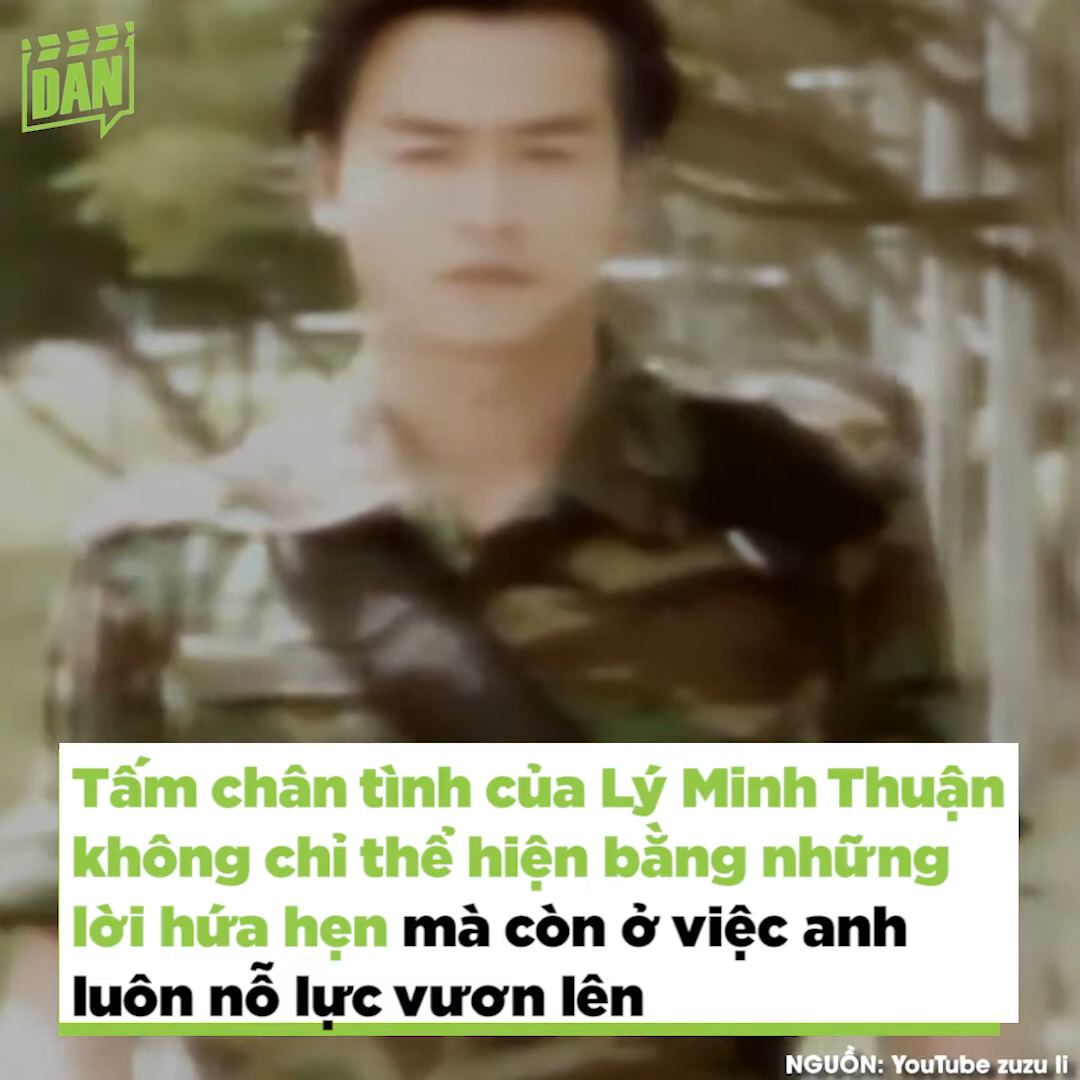 DAN
Tấm chân tình của Lý Minh Thuận
không chỉ thể hiện bằng những
lời hứa hẹn mà còn ở việc anh
luôn nỗ lực vươn lên
NGUỒN: YouTube zuzu li